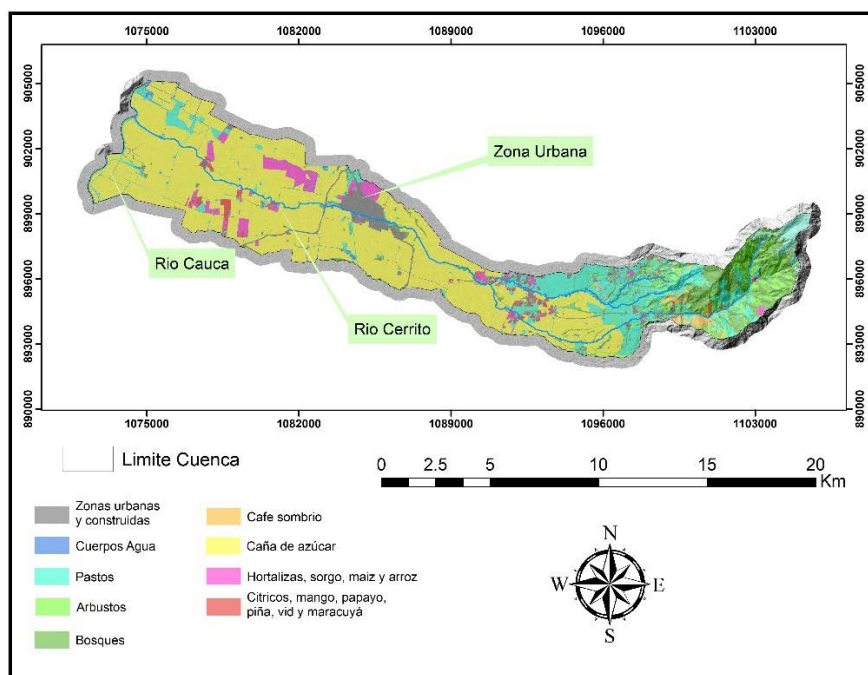 1075000 1082000 1089000 1096000 1103000
905000 905000
902000 902000
899000 899000
896000 896000
893000 893000
890000 890000
Zona Urbana
Rio Cauca
Rio Cerrito
1075000 1082000 1089000 1096000 1103000
Limite Cuenca
0 2.5 5 10 15 20
Km
Zonas urbanas
y construidas
Cuerpos Agua
Pastos
Arbustos
Bosques
Cafe sombrio
Caña de azúcar
Hortalizas, sorgo, maiz y arroz
Citricos, mango, papayo,
piña, vid y maracuyá
N
W E
S